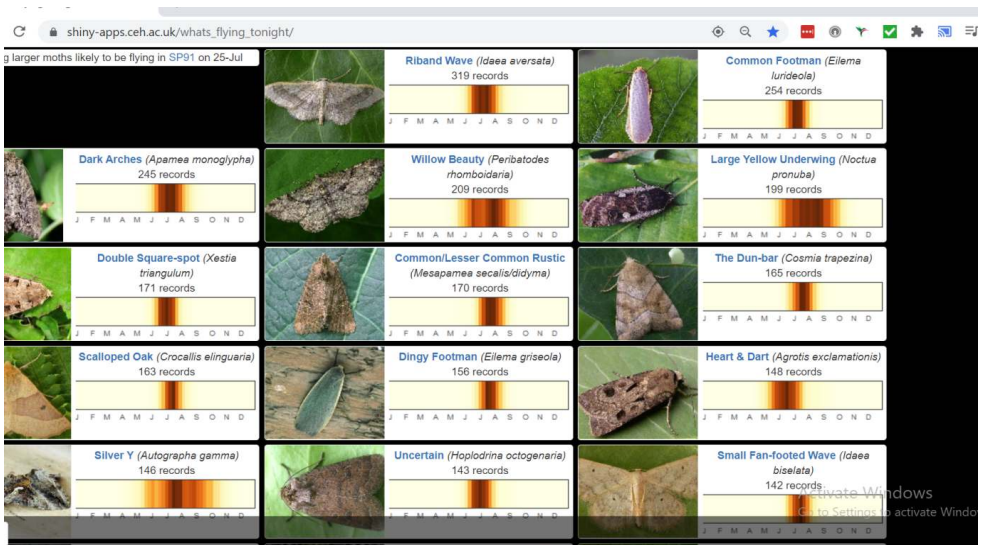 shiny-apps.ceh.ac.uk/whats_flying_tonight/
g larger moths likely to be flying in SP91 on 25-Jul
Riband Wave (Idaea aversata)
319 records
J F M A M J J A S O N D
Common Footman (Eilema
lurideola)
254 records
J F M A M J J A S O N D
Dark Arches (Apamea monoglypha)
245 records
J F M A M J J A S O N D
Willow Beauty (Peribatodes
rhomboidaria)
209 records
J F M A M J J A S O N D
Large Yellow Underwing (Noctua
pronuba)
199 records
J F M A M J J A S O N D
Double Square-spot (Xestia
triangulum)
171 records
J F M A M J J A S O N D
Common/Lesser Common Rustic
(Mesapamea secalis/didyma)
170 records
J F M A M J J A S O N D
The Dun-bar (Cosmia trapezina)
165 records
J F M A M J J A S O N D
Scalloped Oak (Crocallis elinguaria)
163 records
J F M A M J J A S O N D
Dingy Footman (Eilema griseola)
156 records
J F M A M J J A S O N D
Heart & Dart (Agrotis exclamationis)
148 records
J F M A M J J A S O N D
Silver Y (Autographa gamma)
146 records
J F M A M J J A S O N D
Uncertain (Hoplodrina octogenaria)
143 records
J F M A M J J A S O N D
Small Fan-footed Wave (Idaea
biselata)
142 records
J F M A M J J A S O N D
Activate Windows
Go to Settings to activate Windo